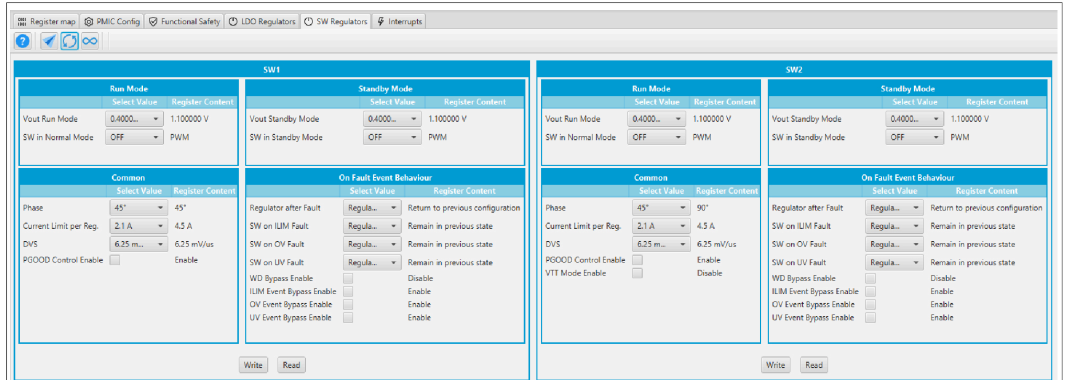 Register map PMIC Config Functional Safety LDO Regulators SW Regulators Interrupts
SW1
Run Mode
Select Value Register Content
Vout Run Mode 0.4000... 1.100000 V
SW in Normal Mode OFF PWM
Standby Mode
Select Value Register Content
Vout Standby Mode 0.4000... 1.100000 V
SW in Standby Mode OFF PWM
Common
Select Value Register Content
Phase 45° 45°
Current Limit per Reg. 2.1 A 4.5 A
DVS 6.25 m... 6.25 mV/us
PGOOD Control Enable Enable
On Fault Event Behaviour
Select Value Register Content
Regulator after Fault Regula... Return to previous configuration
SW on ILIM Fault Regula... Remain in previous state
SW on OV Fault Regula... Remain in previous state
SW on UV Fault Regula... Remain in previous state
WD Bypass Enable Disable
ILIM Event Bypass Enable Enable
OV Event Bypass Enable Enable
UV Event Bypass Enable Enable
Write Read
SW2
Run Mode
Select Value Register Content
Vout Run Mode 0.4000... 1.100000 V
SW in Normal Mode OFF PWM
Standby Mode
Select Value Register Content
Vout Standby Mode 0.4000... 1.100000 V
SW in Standby Mode OFF PWM
Common
Select Value Register Content
Phase 45° 90°
Current Limit per Reg. 2.1 A 4.5 A
DVS 6.25 m... 6.25 mV/us
PGOOD Control Enable Enable
VTT Mode Enable Disable
On Fault Event Behaviour
Select Value Register Content
Regulator after Fault Regula... Return to previous configuration
SW on ILIM Fault Regula... Remain in previous state
SW on OV Fault Regula... Remain in previous state
SW on UV Fault Regula... Remain in previous state
WD Bypass Enable Disable
ILIM Event Bypass Enable Enable
OV Event Bypass Enable Enable
UV Event Bypass Enable Enable
Write Read